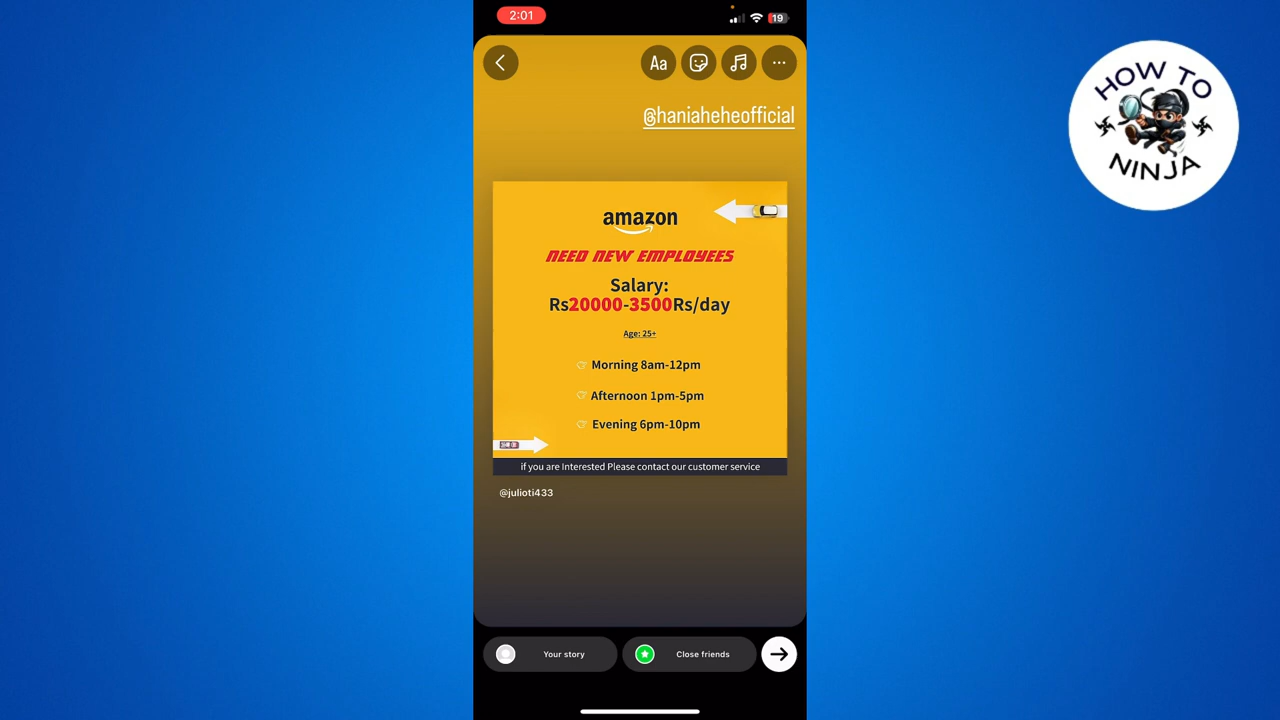 2:01
19
Aa
@haniaheheofficial
amazon
NEED NEW EMPLOYEES
Salary:
Rs20000-3500Rs/day
Age: 25+
Morning 8am-12pm
Afternoon 1pm-5pm
Evening 6pm-10pm
if you are Interested Please contact our customer service
@julioti433
Your story
Close friends
HOW TO
NINJA